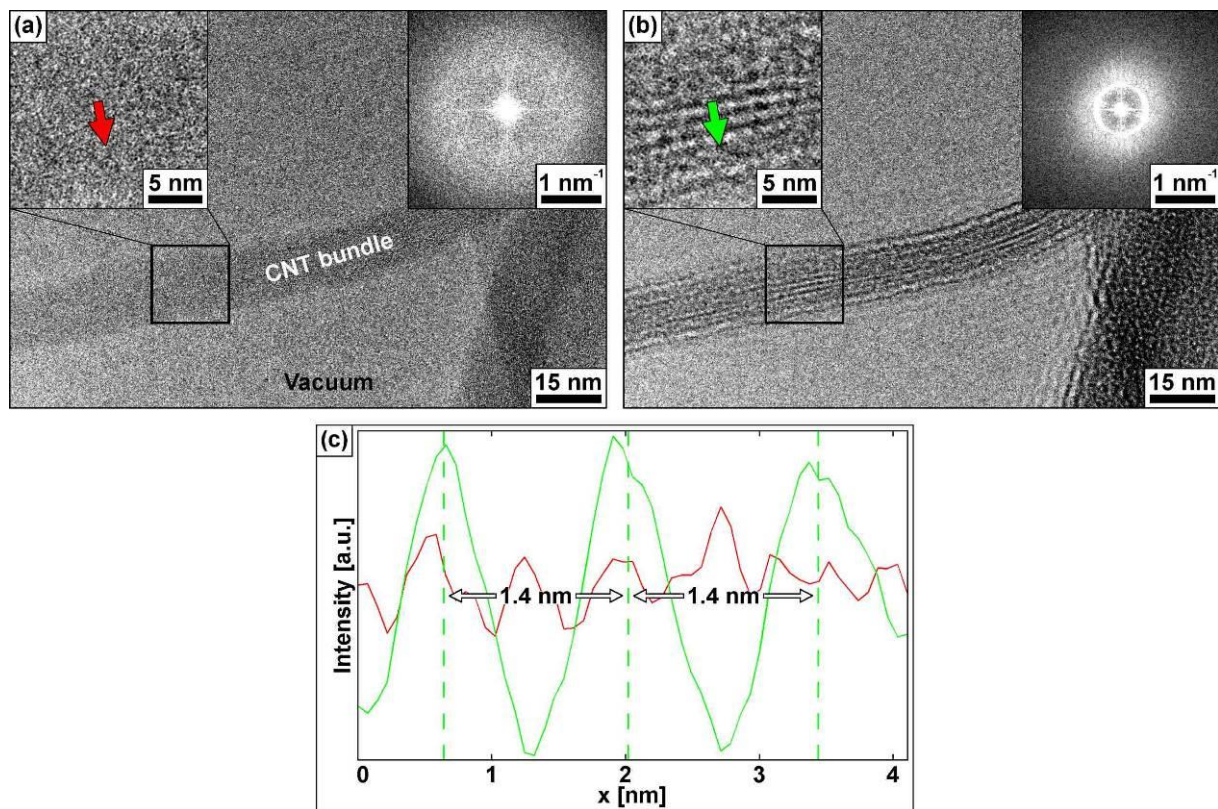 (a)
5 nm
1 nm⁻¹
CNT bundle
Vacuum
15 nm
(b)
5 nm
1 nm⁻¹
15 nm
(c)
Intensity [a.u.]
1.4 nm
1.4 nm
0 1 2 3 4
x [nm]